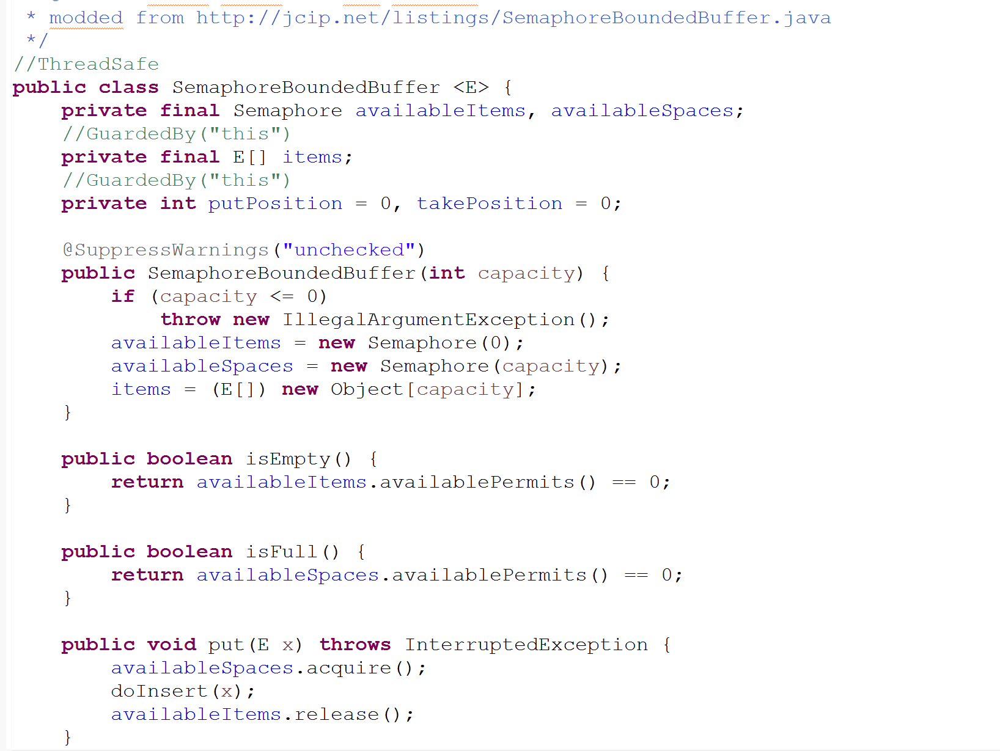 * modded from http://jcip.net/listings/SemaphoreBoundedBuffer.java
*/
//ThreadSafe
public class SemaphoreBoundedBuffer <E> {
private final Semaphore availableItems, availableSpaces;
//GuardedBy("this")
private final E[] items;
//GuardedBy("this")
private int putPosition = 0, takePosition = 0;
@SuppressWarnings("unchecked")
public SemaphoreBoundedBuffer(int capacity) {
if (capacity <= 0)
throw new IllegalArgumentException();
availableItems = new Semaphore(0);
availableSpaces = new Semaphore(capacity);
items = (E[]) new Object[capacity];
}
public boolean isEmpty() {
return availableItems.availablePermits() == 0;
}
public boolean isFull() {
return availableSpaces.availablePermits() == 0;
}
public void put(E x) throws InterruptedException {
availableSpaces.acquire();
doInsert(x);
availableItems.release();
}